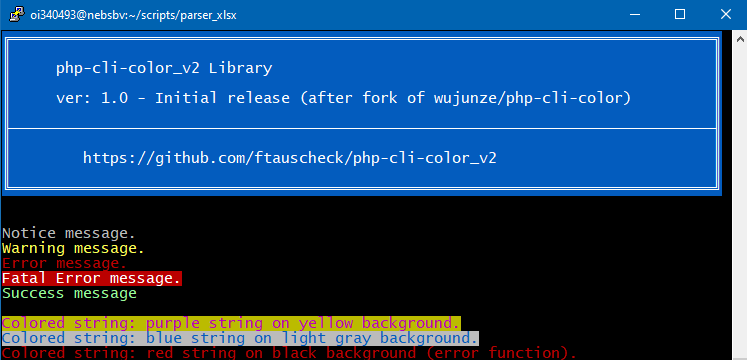 oi340493@nebsbv:~/scripts/parser_xlsx
php-cli-color_v2 Library
ver: 1.0 - Initial release (after fork of wujunze/php-cli-color)
https://github.com/ftauscheck/php-cli-color_v2
Notice message.
Warning message.
Error message.
Fatal Error message.
Success message
Colored string: purple string on yellow background.
Colored string: blue string on light gray background.
Colored string: red string on black background (error function).